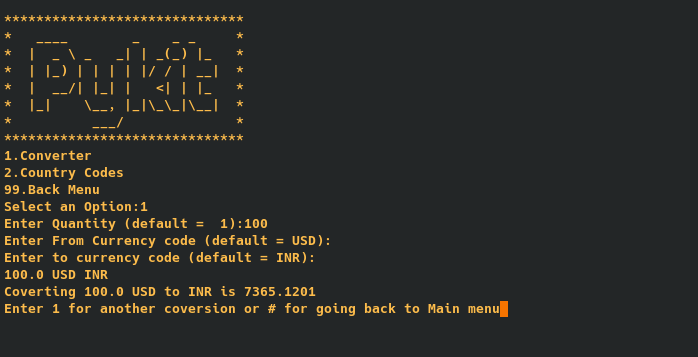 ******************************
*   ____        _    _ _     *
*  |  _ \ _   _| | | _(_) |_   *
*  | |_) | | | | |/ / | __|  *
*  |  __/| |_| |   <| | |_   *
*  |_|    \__, |_|\_\_|\__|  *
*          ___/              *
******************************
1.Converter
2.Country Codes
99.Back Menu
Select an Option:1
Enter Quantity (default =  1):100
Enter From Currency code (default = USD):
Enter to currency code (default = INR):
100.0 USD INR
Coverting 100.0 USD to INR is 7365.1201
Enter 1 for another coversion or # for going back to Main menu